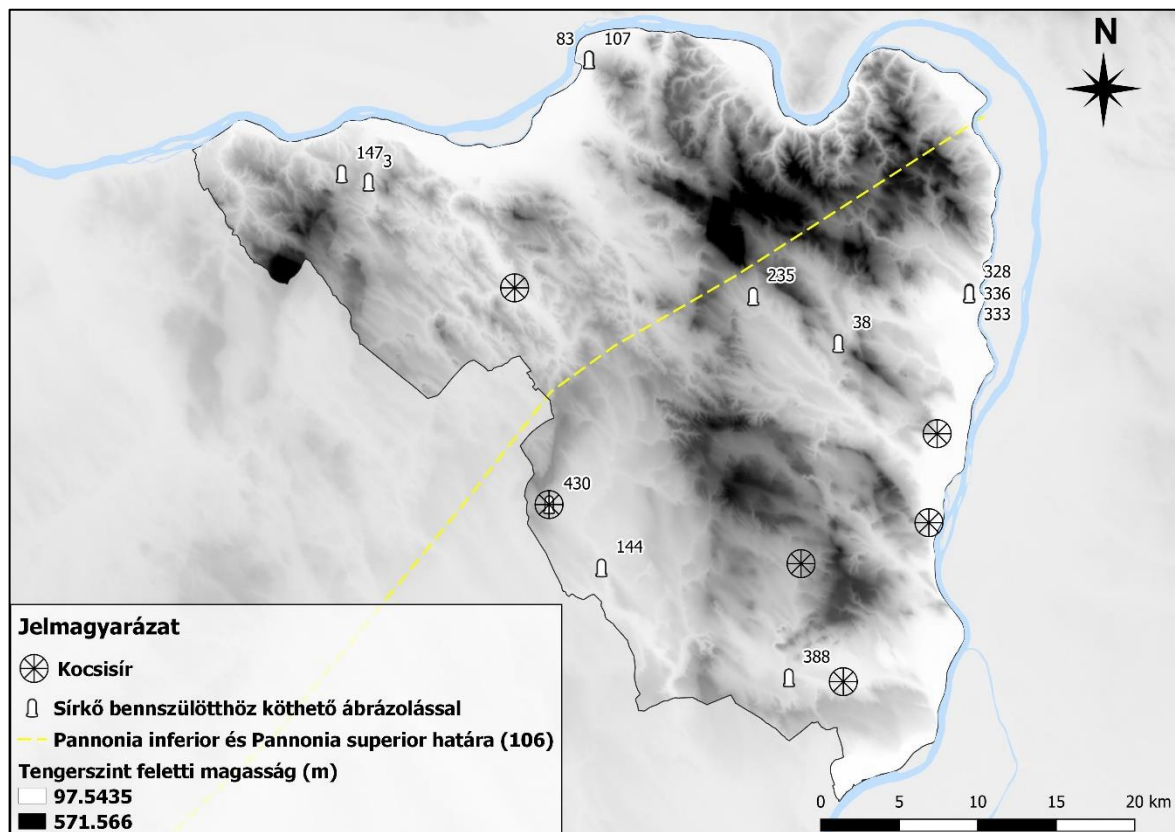 83 107
N
147 3
235
328
336
333
38
430
144
388
Jelmagyarázat
Kocsisír
Sírkő bennszülötthöz köthető ábrázolással
Pannonia inferior és Pannonia superior határa (106)
Tengerszint feletti magasság (m)
97.5435
571.566
0 5 10 15 20 km